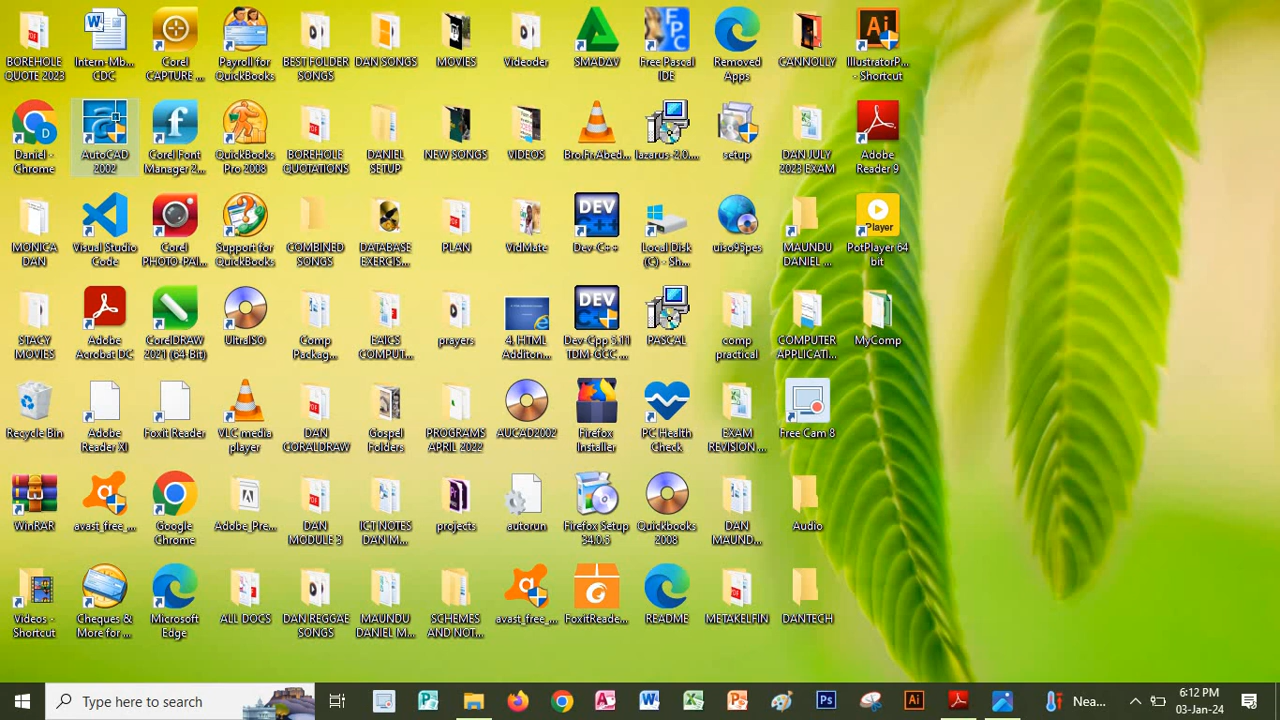 BOREHOLE
QUOTE 2023
Intern-Mb...
CDC
Corel
CAPTURE ...
Payroll for
QuickBooks
BEST FOLDER
SONGS
DAN SONGS
MOVIES
Videoder
SMADAV
Free Pascal
IDE
Removed
Apps
CANNOLLY
IllustratorP...
- Shortcut
Daniel -
Chrome
AutoCAD
2002
Corel Font
Manager 2...
QuickBooks
Pro 2008
BOREHOLE
QUOTATIONS
DANIEL
SETUP
NEW SONGS
VIDEOS
Bro.Fr.Abed...
lazarus-2.0....
setup
DAN JULY
2023 EXAM
Adobe
Reader 9
MONICA
DAN
Visual Studio
Code
Corel
PHOTO-PAI...
Support for
QuickBooks
COMBINED
SONGS
DATABASE
EXERCIS...
PLAN
VidMate
DEV
C++
Dev-C++
Local Disk
(C) - Sh...
uiso95pes
MAUNDU
DANIEL ...
Player
PotPlayer 64
bit
STACY
MOVIES
Adobe
Acrobat DC
CorelDRAW
2021 (64-Bit)
UltraISO
Comp
Packag...
EAICS
COMPUT...
prayers
4. HTML
Additon...
DEV
Dev-Cpp 5.11
TDM-GCC ...
PASCAL
comp
practical
COMPUTER
APPLICATI...
MyComp
Recycle Bin
Adobe
Reader XI
Foxit Reader
VLC media
player
DAN
CORALDRAW
Gospel
Folders
PROGRAMS
APRIL 2022
AUCAD2002
Firefox
Installer
PC Health
Check
EXAM
REVISION ...
Free Cam 8
WinRAR
avast_free_...
Google
Chrome
Adobe_Pre...
DAN
MODULE 3
ICT NOTES
DAN M...
projects
autorun
Firefox Setup
34.0.5
Quickbooks
2008
DAN
MAUND...
Audio
Videos -
Shortcut
Cheques &
More for ...
Microsoft
Edge
ALL DOCS
DAN REGGAE
SONGS
MAUNDU
DANIEL M...
SCHEMES
AND NOT...
avast_free_...
FoxitReade...
README
METAKELFIN
DANTECH
Type here to search
Nea...
6:12 PM
03-Jan-24